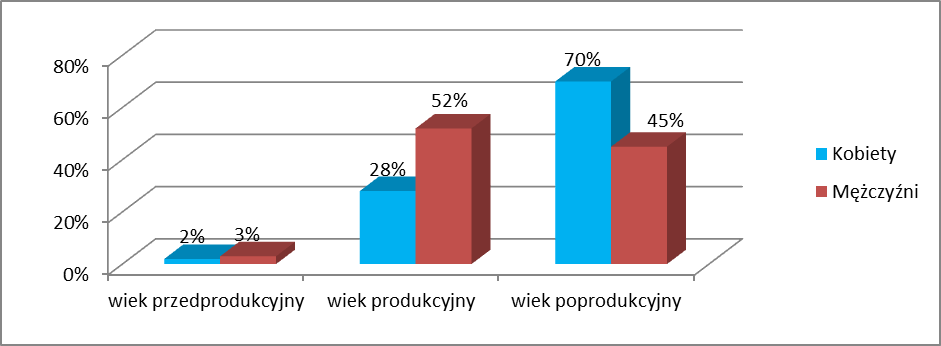 80%
60%
40%
20%
0%
2%
3%
28%
52%
70%
45%
wiek przedprodukcyjny
wiek produkcyjny
wiek poprodukcyjny
Kobiety
Mężczyźni